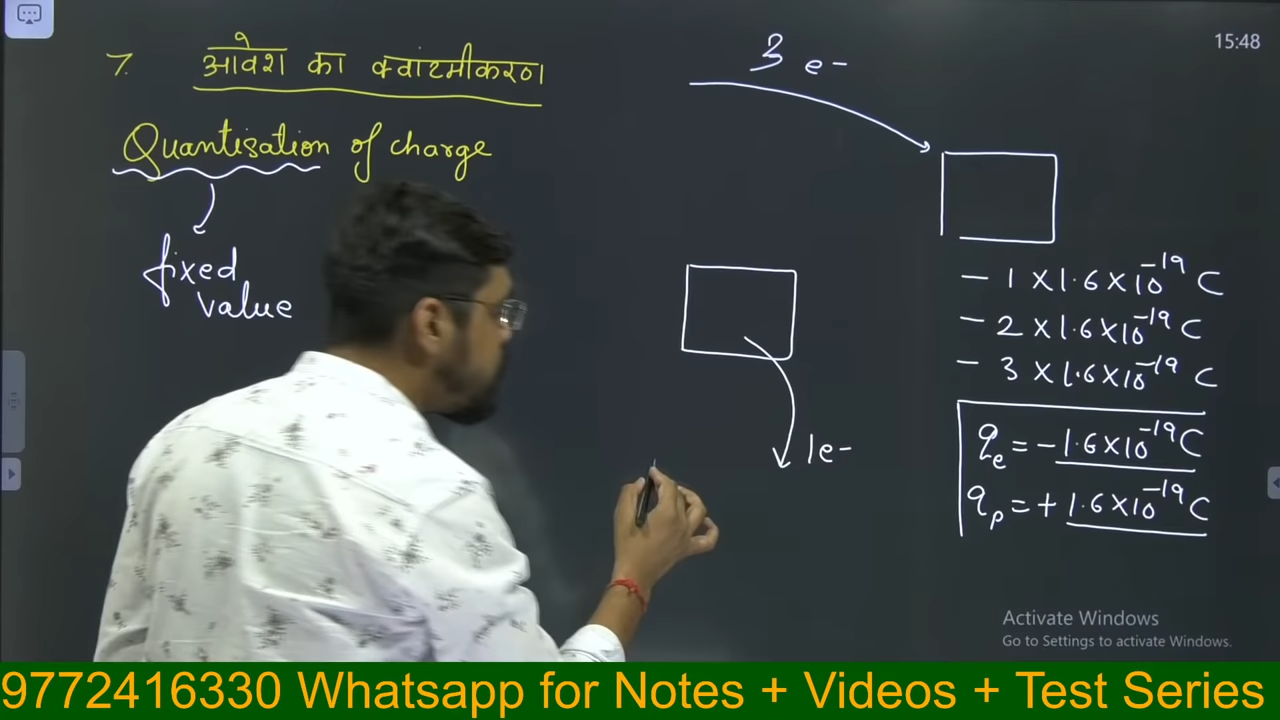 15:48
7. आवेश का क्वांटमीकरण
Quantisation of charge
fixed
value
3 e-
- 1 X 1.6 X 10^-19 C
- 2 X 1.6 X 10^-19 C
- 3 X 1.6 X 10^-19 C
q_e = - 1.6 X 10^-19 C
q_p = + 1.6 X 10^-19 C
1e-
Activate Windows
Go to Settings to activate Windows.
9772416330 Whatsapp for Notes + Videos + Test Series